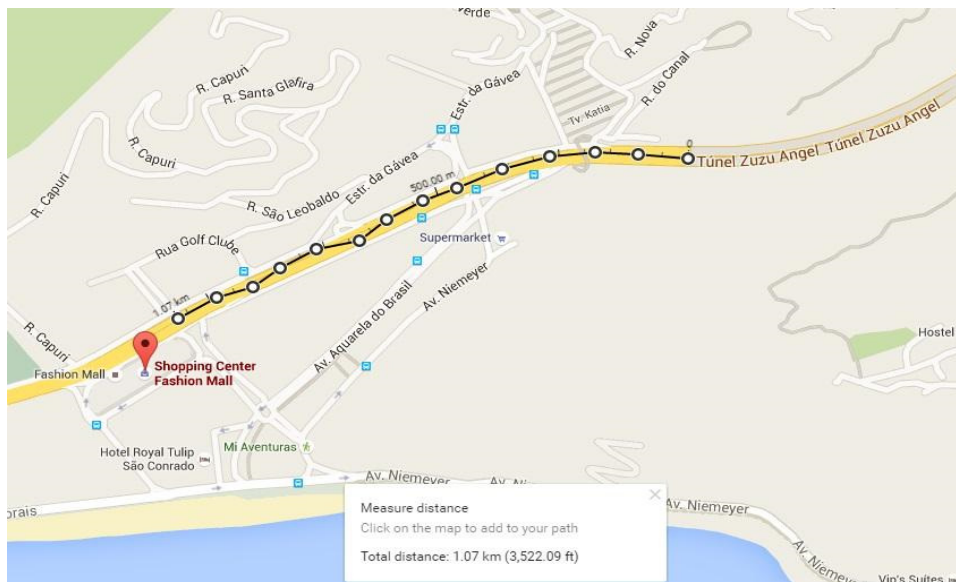 Verde
R. Nova
Estr. da Gávea
R. do Canal
R. Capuri
R. Santa Glafira
Tv. Katia
0
Túnel Zuzu Angel
Túnel Zuzu Angel
R. Capuri
Estr. da Gávea
500.00 m
R. Capuri
R. São Leobaldo
Rua Golf Clube
Supermarket
1.07 km
Av. Niemeyer
Av. Aquarela do Brasil
R. Capuri
Hostel
Shopping Center
Fashion Mall
Fashion Mall
Mi Aventuras
Hotel Royal Tulip
São Conrado
Av. Niemeyer
Av. Niemeyer
orais
Measure distance
Click on the map to add to your path
Total distance: 1.07 km (3,522.09 ft)
Av. Niemeyer
Av. Niemeyer
Vip's Suítes